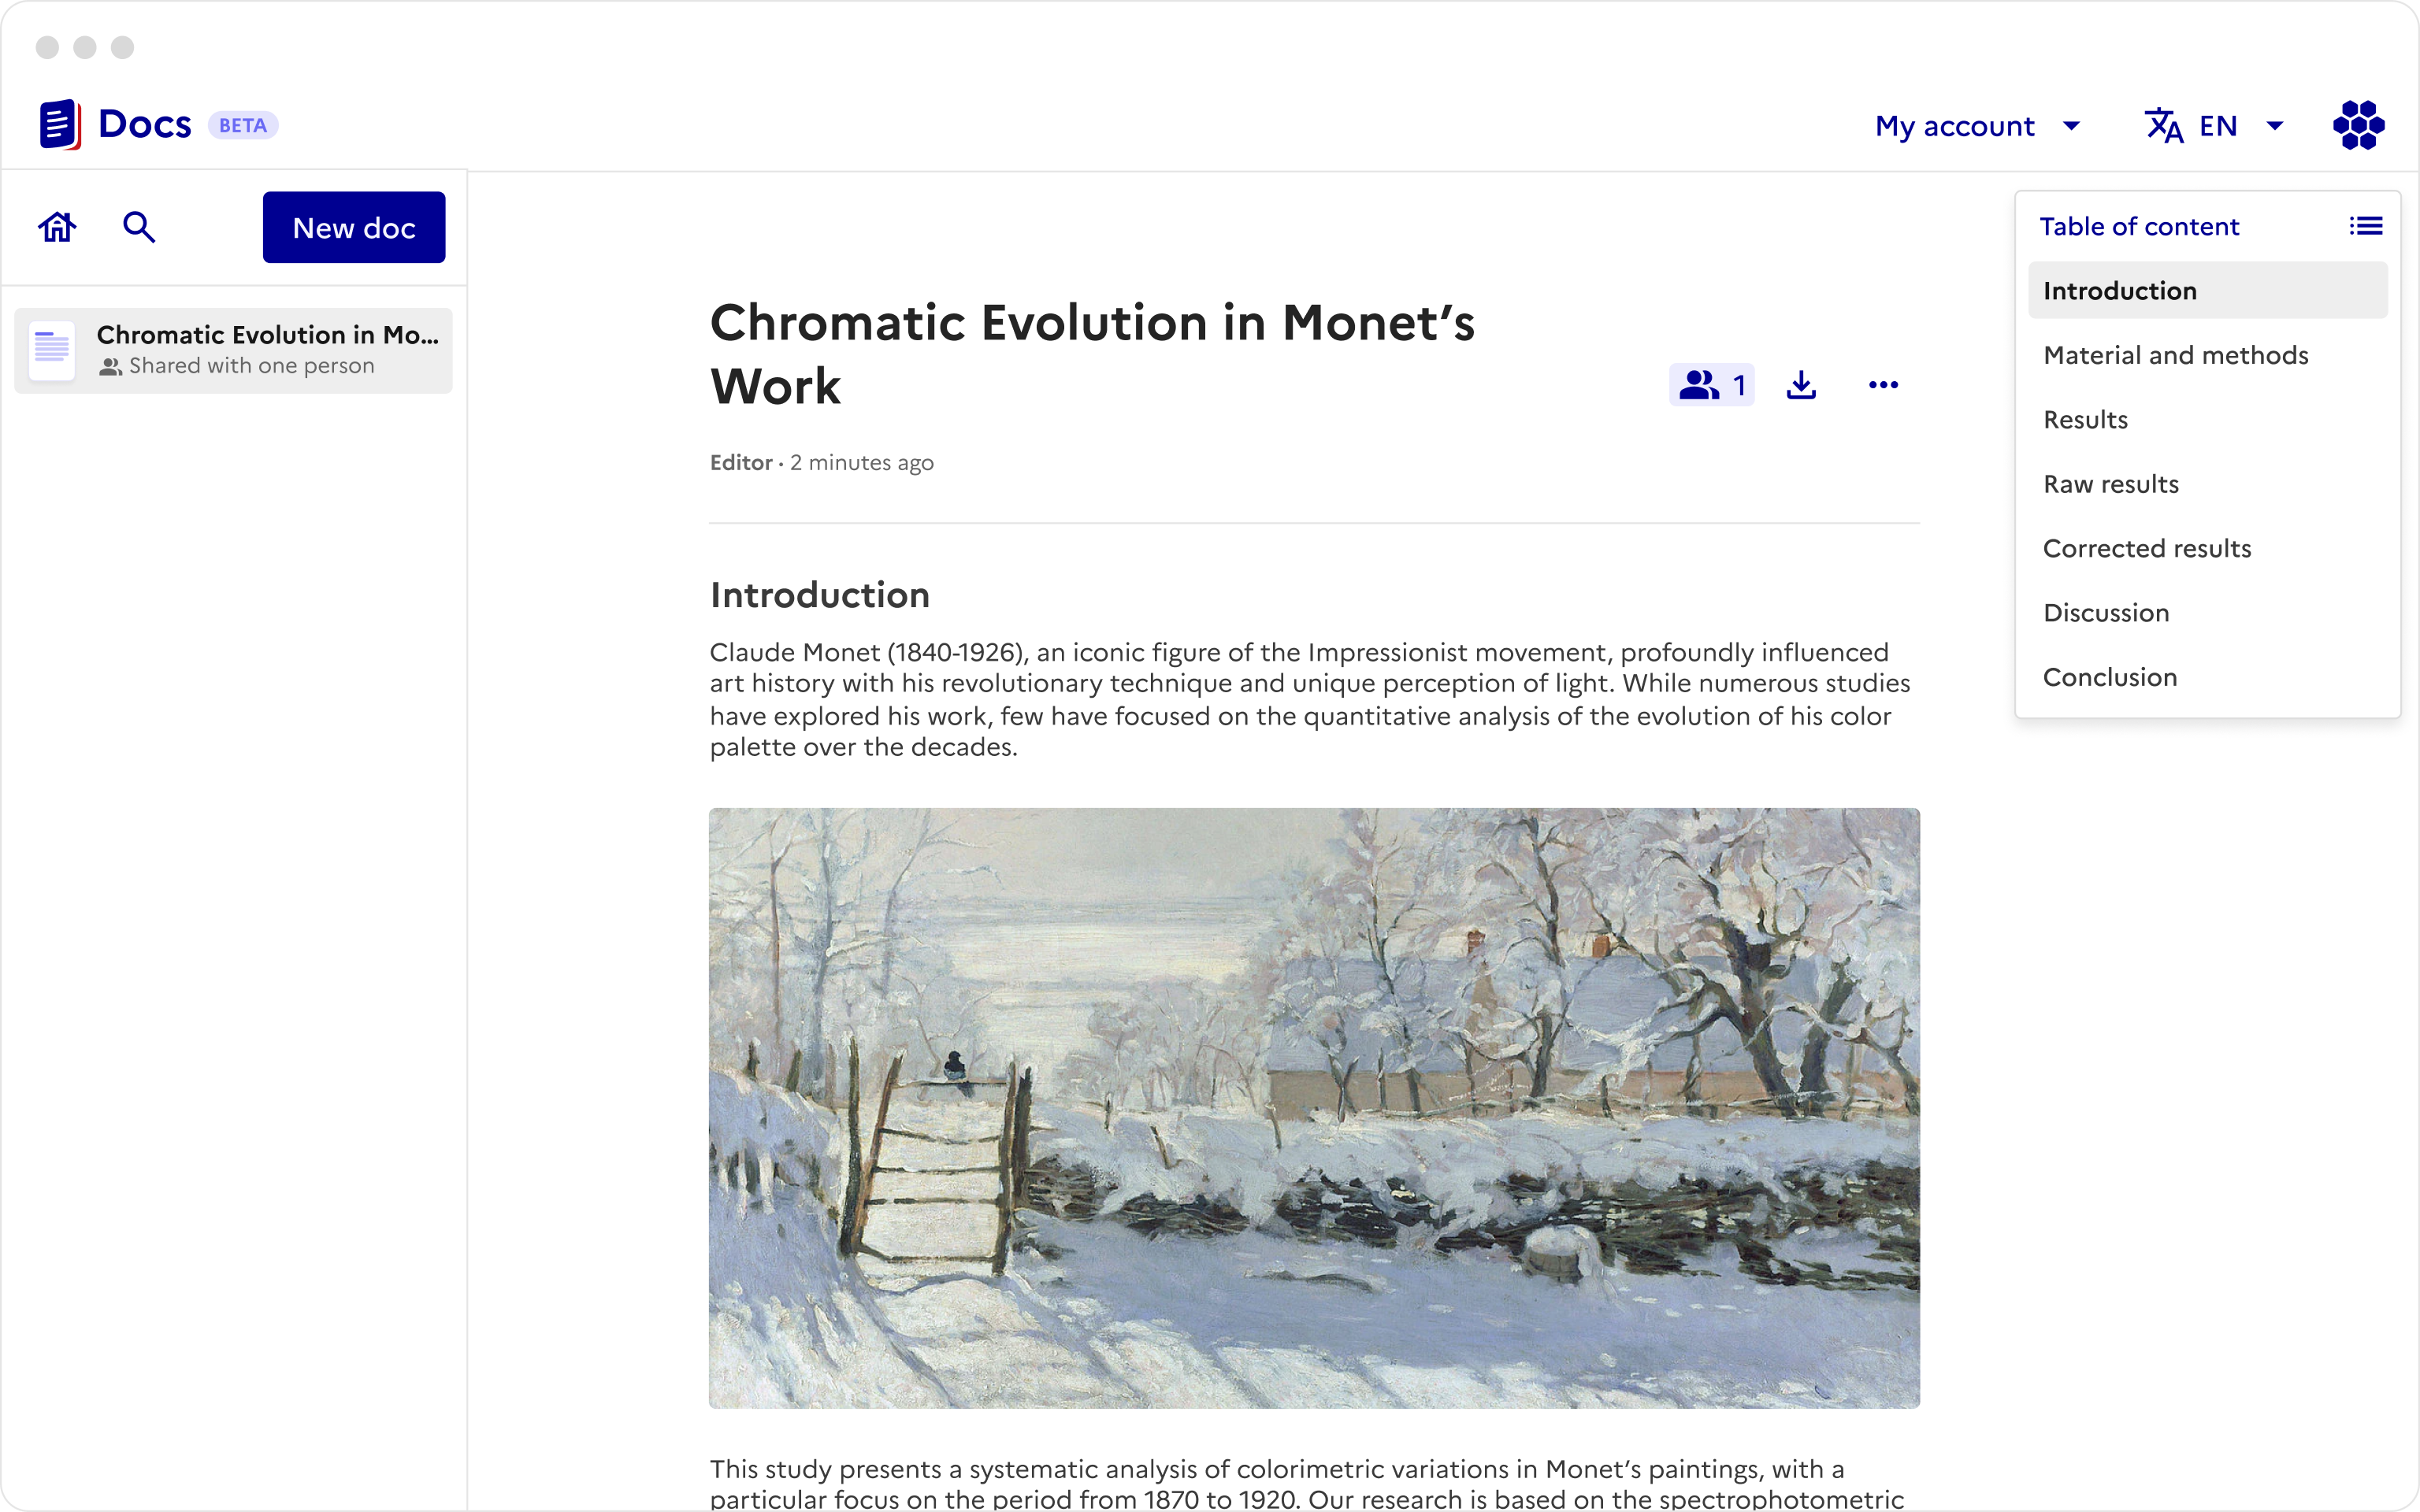 Docs BETA
My account
EN
New doc
Chromatic Evolution in Mo...
Shared with one person
Chromatic Evolution in Monet’s
Work
1
Editor · 2 minutes ago
Introduction
Claude Monet (1840-1926), an iconic figure of the Impressionist movement, profoundly influenced
art history with his revolutionary technique and unique perception of light. While numerous studies
have explored his work, few have focused on the quantitative analysis of the evolution of his color
palette over the decades.
This study presents a systematic analysis of colorimetric variations in Monet’s paintings, with a
particular focus on the period from 1870 to 1920. Our research is based on the spectrophotometric
Table of content
Introduction
Material and methods
Results
Raw results
Corrected results
Discussion
Conclusion